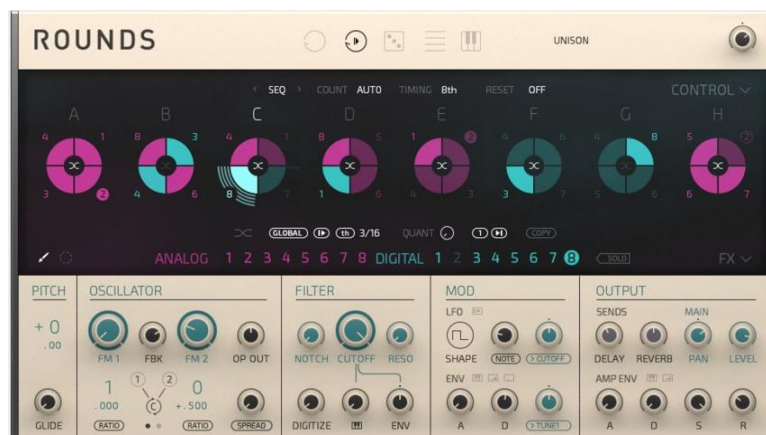 ROUNDS
UNISON
< SEQ > COUNT AUTO TIMING 8th RESET OFF CONTROL
A B C D E F G H
4 1 8 3 4 1 8 5 1 2 4 6 4 8 5 2
3 2 4 6 8 7 1 6 4 3 3 7 5 6 6 7
GLOBAL th 3/16 QUANT 1 COPY
ANALOG 1 2 3 4 5 6 7 8 DIGITAL 1 2 3 4 5 6 7 8 SOLO FX
PITCH OSCILLATOR FILTER MOD OUTPUT
LFO SENDS MAIN
+ 0
.00
FM 1 FBK FM 2 OP OUT NOTCH CUTOFF RESO SHAPE NOTE > CUTOFF DELAY REVERB PAN LEVEL
1 1 2 0 ENV AMP ENV
.000 C +.500
GLIDE RATIO RATIO SPREAD DIGITIZE ENV A D > TUNE1 A D S R